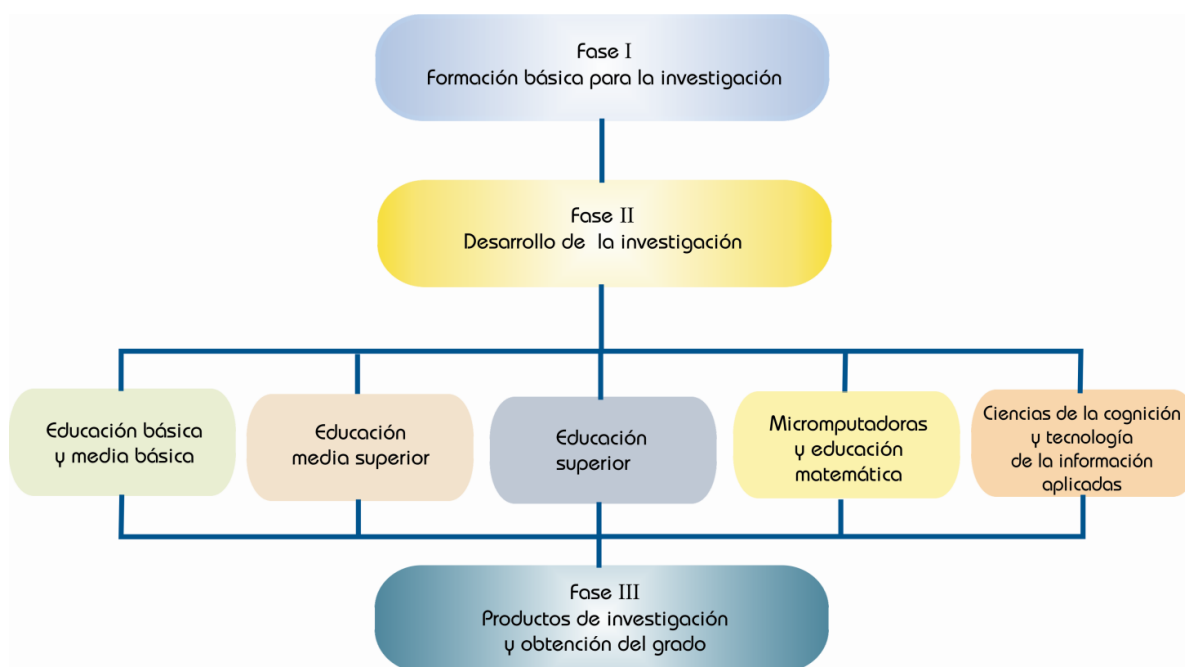 Fase I
Formación básica para la investigación
Fase II
Desarrollo de la investigación
Educación básica
y media básica
Educación
media superior
Educación
superior
Micromputadoras
y educación
matemática
Ciencias de la cognición
y tecnología
de la información
aplicadas
Fase III
Productos de investigación
y obtención del grado